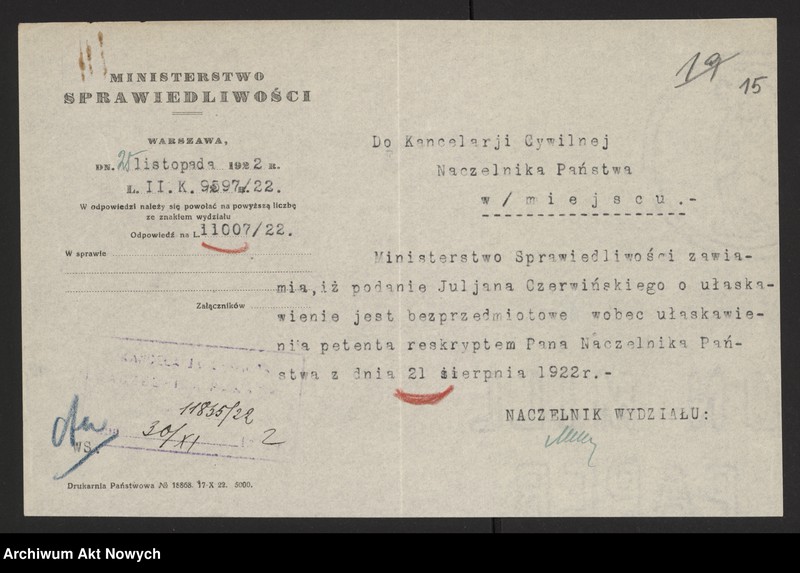 MINISTERSTWO
SPRAWIEDLIWOŚCI
WARSZAWA,
DN. 25 listopada 1922 R.
L. II. K. 9597/22.
W odpowiedzi należy się powołać na powyższą liczbę
ze znakiem wydziału
Odpowiedź na L. 11007/22.
W sprawie
Załączników
19
15
Do Kancelarji Cywilnej
Naczelnika Państwa
w/miejscu.-
Ministerstwo Sprawiedliwości zawia-
mia, iż podanie Juljana Czerwińskiego o ułaska-
wienie jest bezprzedmiotowe wobec ułaskawie-
nia petenta reskryptem Pana Naczelnika Pań-
stwa z dnia 21 sierpnia 1922r.-
NACZELNIK WYDZIAŁU:
11835/22
30/XI 2
WS.
Drukarnia Państwowa № 18868. 17-X 22. 5000.
Archiwum Akt Nowych